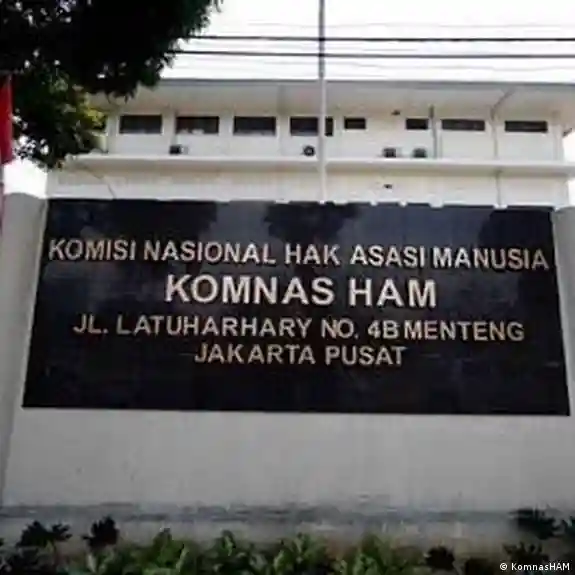 KOMISI NASIONAL HAK ASASI MANUSIA
KOMNAS HAM
JL. LATUHARHARY NO. 4B MENTENG
JAKARTA PUSAT
© KomnasHAM